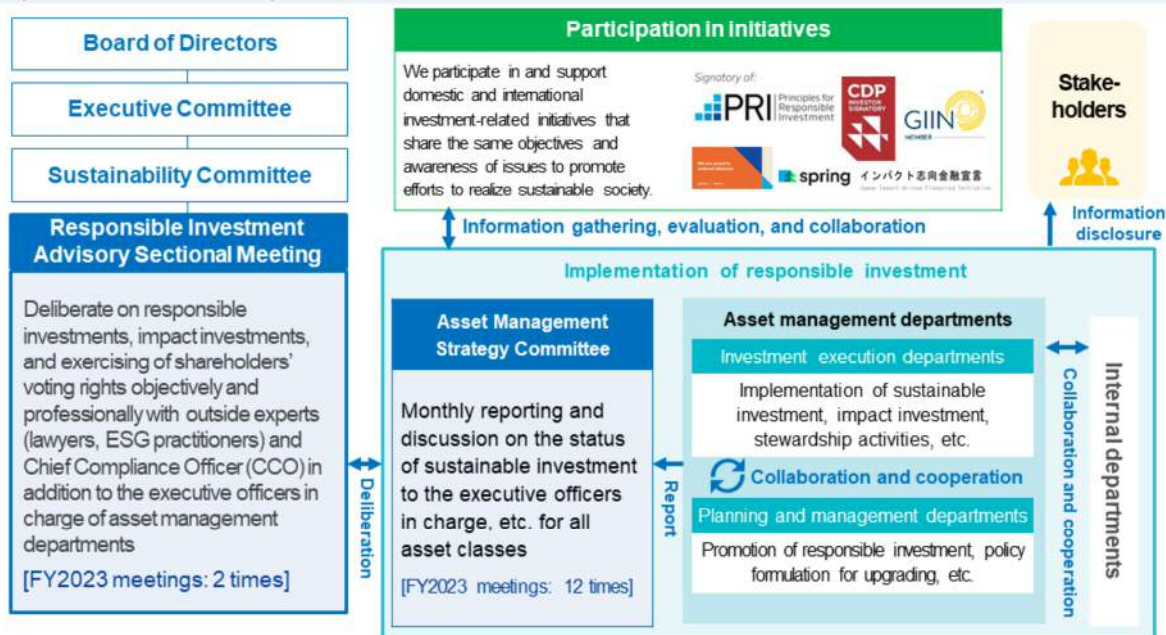 Board of Directors
Executive Committee
Sustainability Committee
Responsible Investment
Advisory Sectional Meeting
Deliberate on responsible
investments, impact investments,
and exercising of shareholders'
voting rights objectively and
professionally with outside experts
(lawyers, ESG practitioners) and
Chief Compliance Officer (CCO) in
addition to the executive officers in
charge of asset management
departments
[FY2023 meetings: 2 times]
Participation in initiatives
We participate in and support
domestic and international
investment-related initiatives that
share the same objectives and
awareness of issues to promote
efforts to realize sustainable society.
Signatory of:
PRI
Principles for
Responsible
Investment
CDP
INVESTOR
SIGNATORY
GIIN
MEMBER
spring
インパクト志向金融宣言
Japan Impact-driven Financing Initiative
Stake-
holders
Information gathering, evaluation, and collaboration
Information
disclosure
Implementation of responsible investment
Deliberation
Asset Management
Strategy Committee
Monthly reporting and
discussion on the status
of sustainable investment
to the executive officers
in charge, etc. for all
asset classes
[FY2023 meetings: 12 times]
Report
Asset management departments
Investment execution departments
Implementation of sustainable
investment, impact investment,
stewardship activities, etc.
Collaboration and cooperation
Planning and management departments
Promotion of responsible investment, policy
formulation for upgrading, etc.
Collaboration and cooperation
Internal departments